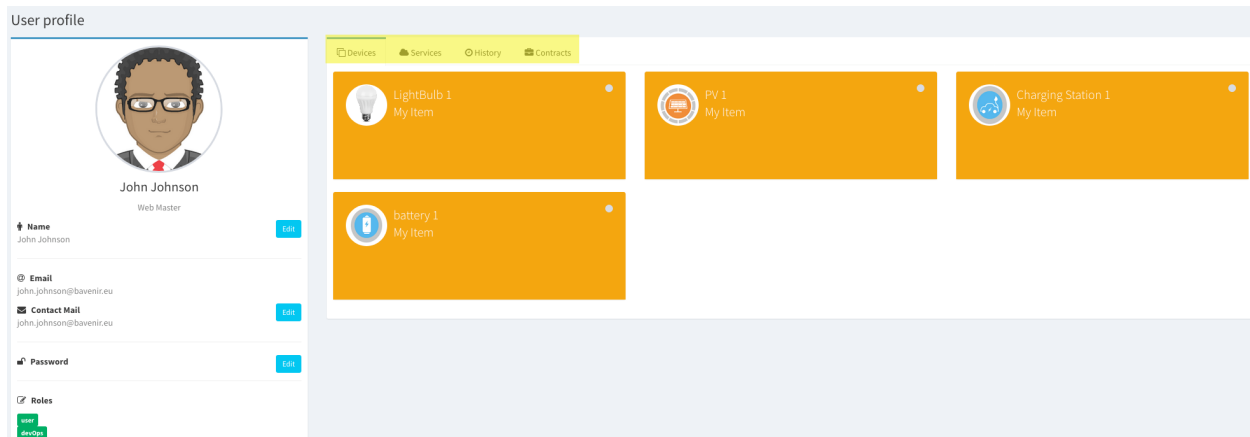 User profile
John Johnson
Web Master
Name
Edit
John Johnson
@ Email
john.johnson@bavenir.eu
Contact Mail
Edit
john.johnson@bavenir.eu
Password
Edit
Roles
user
devOps
Devices Services History Contracts
LightBulb 1
My Item
PV 1
My Item
Charging Station 1
My Item
battery 1
My Item